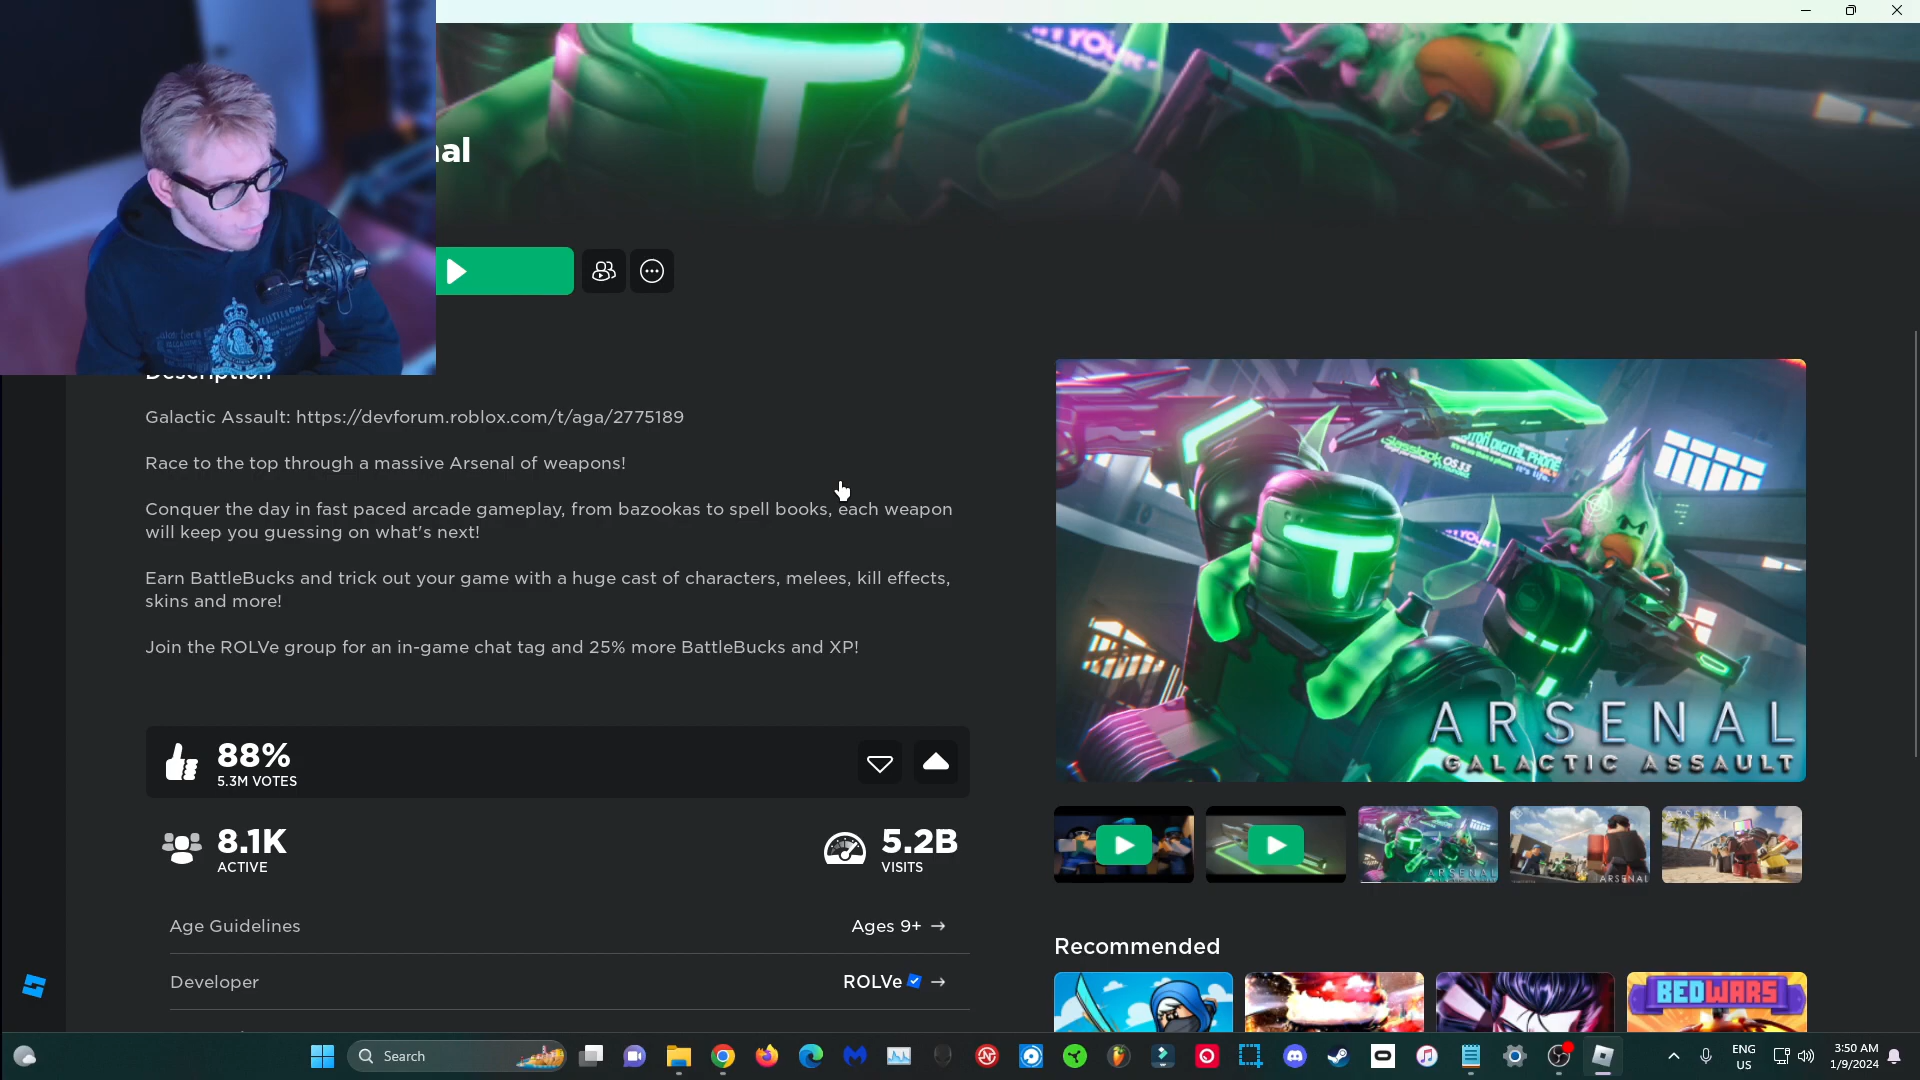 nal
Description
Galactic Assault: https://devforum.roblox.com/t/aga/2775189
Race to the top through a massive Arsenal of weapons!
Conquer the day in fast paced arcade gameplay, from bazookas to spell books, each weapon
will keep you guessing on what's next!
Earn BattleBucks and trick out your game with a huge cast of characters, melees, kill effects,
skins and more!
Join the ROLVe group for an in-game chat tag and 25% more BattleBucks and XP!
88%
5.3M VOTES
8.1K
ACTIVE
5.2B
VISITS
Age Guidelines
Ages 9+
Developer
ROLVe
ARSENAL
GALACTIC ASSAULT
ARSENAL
ARSENAL
ARSENAL
Recommended
BEDWARS
Search
ENG
US
3:50 AM
1/9/2024